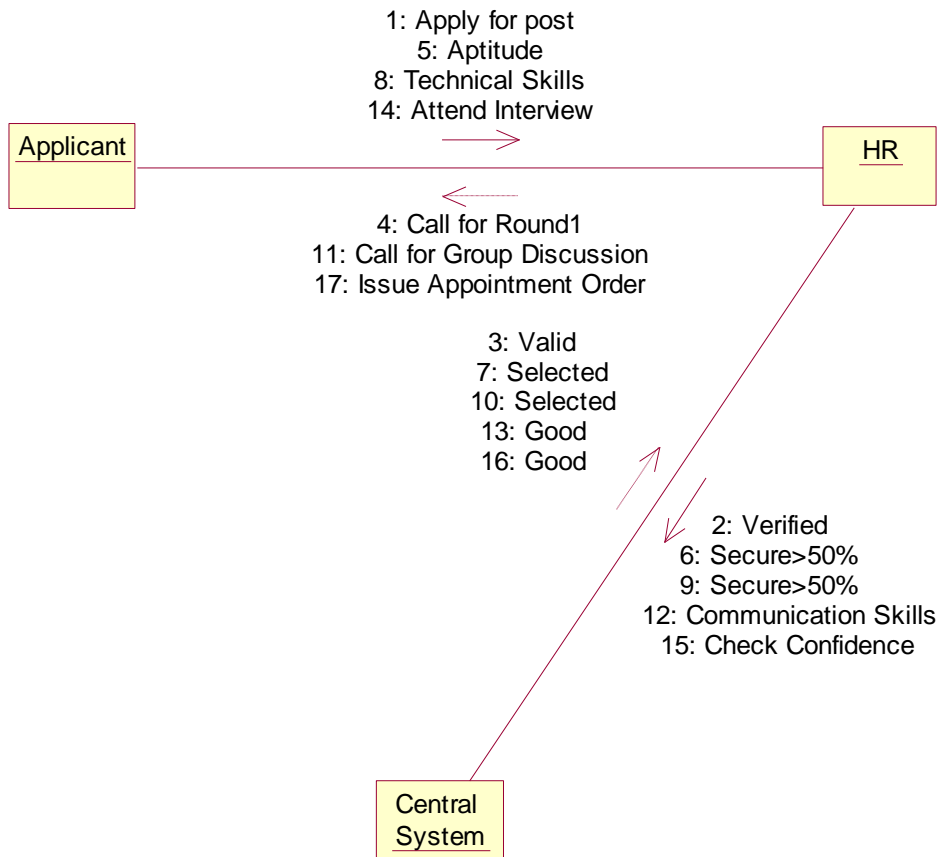 1: Apply for post
5: Aptitude
8: Technical Skills
14: Attend Interview
Applicant
HR
4: Call for Round1
11: Call for Group Discussion
17: Issue Appointment Order
3: Valid
7: Selected
10: Selected
13: Good
16: Good
2: Verified
6: Secure>50%
9: Secure>50%
12: Communication Skills
15: Check Confidence
Central
System